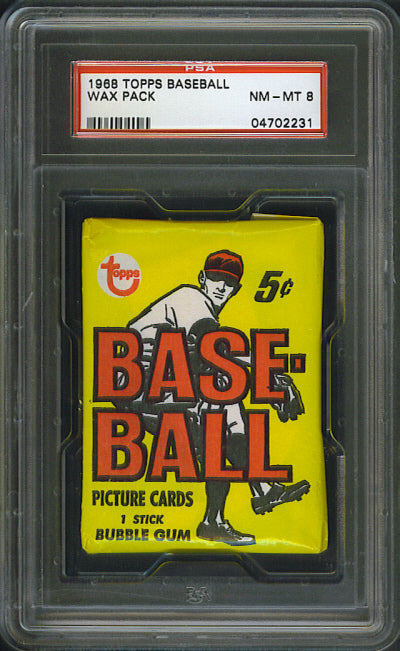 PSA
1968 TOPPS BASEBALL
WAX PACK
NM - MT 8
04702231
Topps
5¢
BASE-
BALL
PICTURE CARDS
1 STICK
BUBBLE GUM
PSA